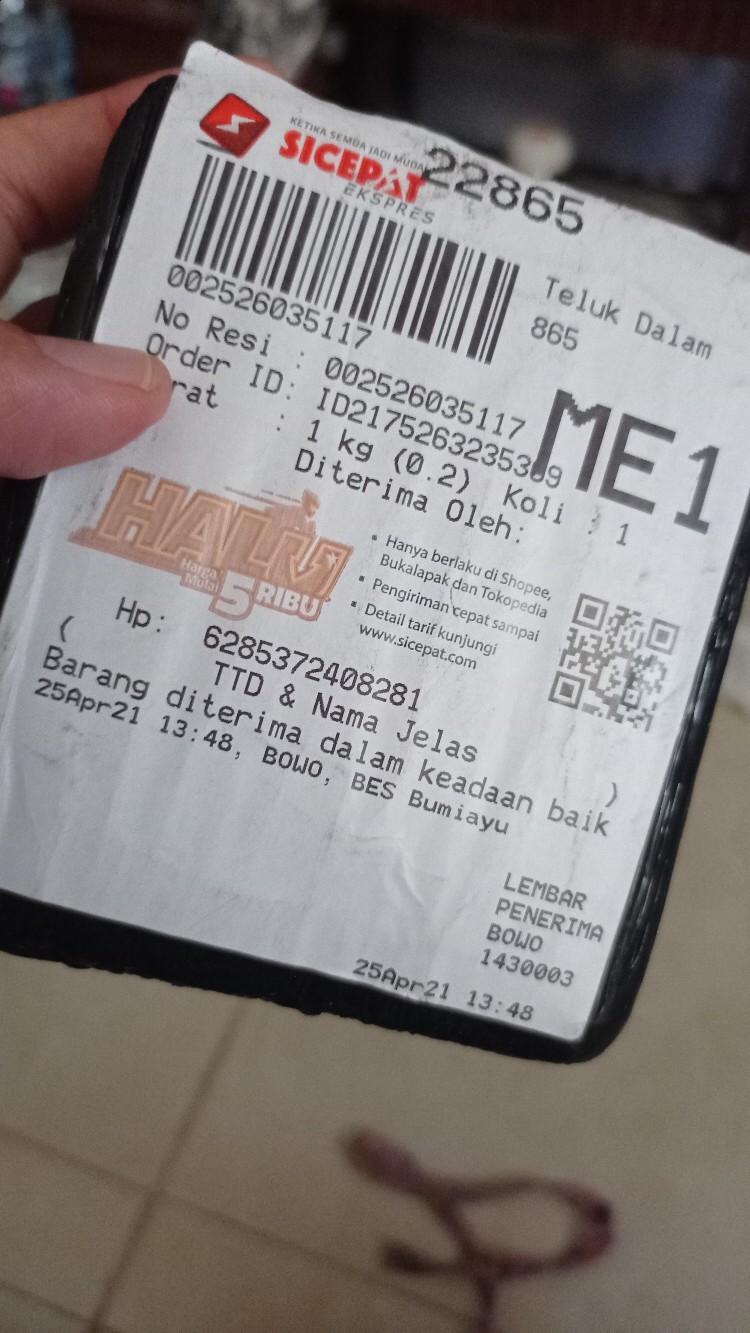 KETIKA SEMUA JADI MUDAH
SICEPAT
EKSPRES
22865
Teluk Dalam
865
002526035117
No Resi : 002526035117
Order ID: ID2175263235309
rat : 1 kg (0.2) Koli : 1
ME1
Diterima Oleh:
HALU
Harga Mulai
5 RIBU
• Hanya berlaku di Shopee,
Bukalapak dan Tokopedia
• Pengiriman cepat sampai
• Detail tarif kunjungi
www.sicepat.com
Hp: 6285372408281
( )
TTD & Nama Jelas
Barang diterima dalam keadaan baik
25Apr21 13:48, BOWO, BES Bumiayu
LEMBAR
PENERIMA
BOWO
1430003
25Apr21 13:48